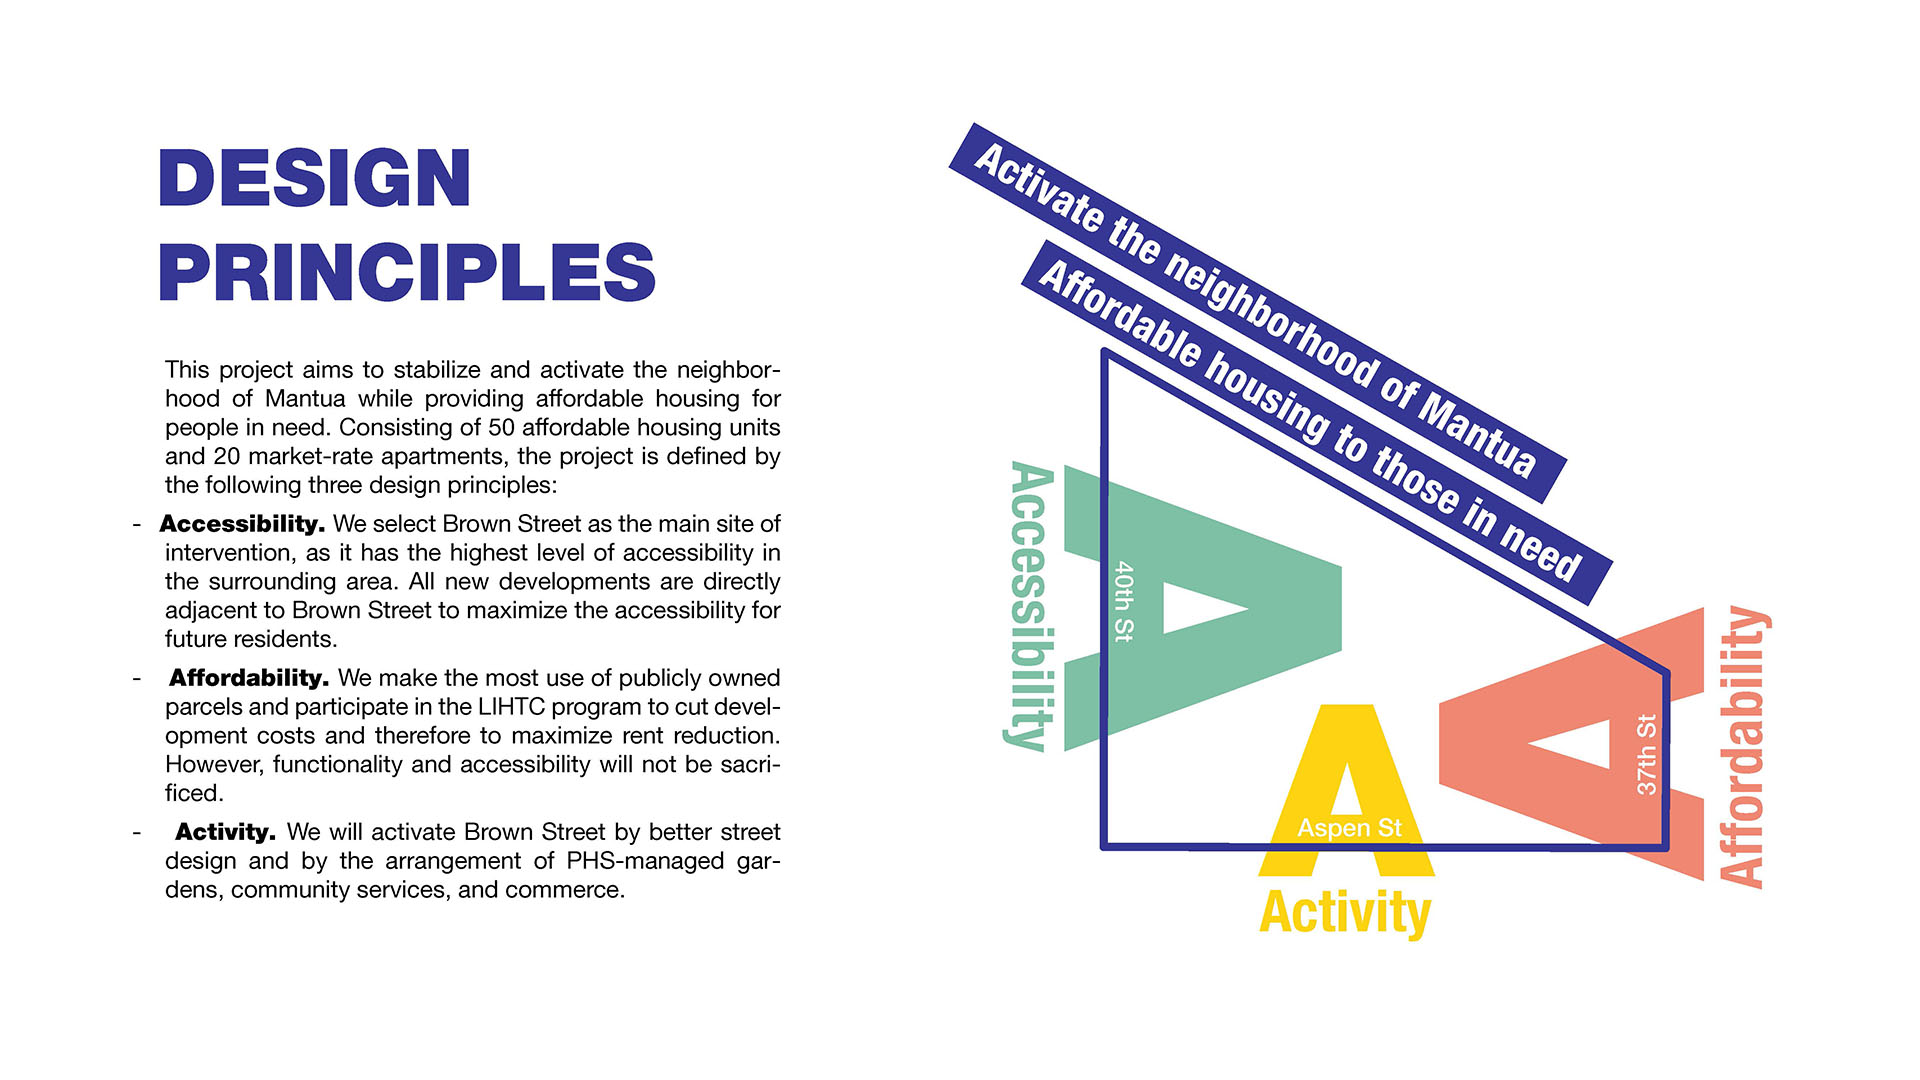 DESIGN
PRINCIPLES
This project aims to stabilize and activate the neighbor-
hood of Mantua while providing affordable housing for
people in need. Consisting of 50 affordable housing units
and 20 market-rate apartments, the project is defined by
the following three design principles:
- Accessibility. We select Brown Street as the main site of
intervention, as it has the highest level of accessibility in
the surrounding area. All new developments are directly
adjacent to Brown Street to maximize the accessibility for
future residents.
- Affordability. We make the most use of publicly owned
parcels and participate in the LIHTC program to cut devel-
opment costs and therefore to maximize rent reduction.
However, functionality and accessibility will not be sacri-
ficed.
- Activity. We will activate Brown Street by better street
design and by the arrangement of PHS-managed gar-
dens, community services, and commerce.
Activate the neighborhood of Mantua
Affordable housing to those in need
Accessibility
A
40th St
A
Aspen St
Activity
A
37th St
Affordability